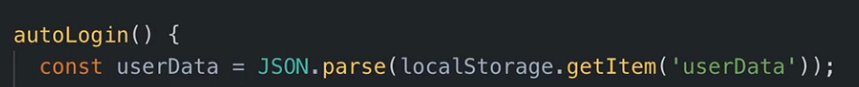 autoLogin() {
const userData = JSON.parse(localStorage.getItem('userData'));